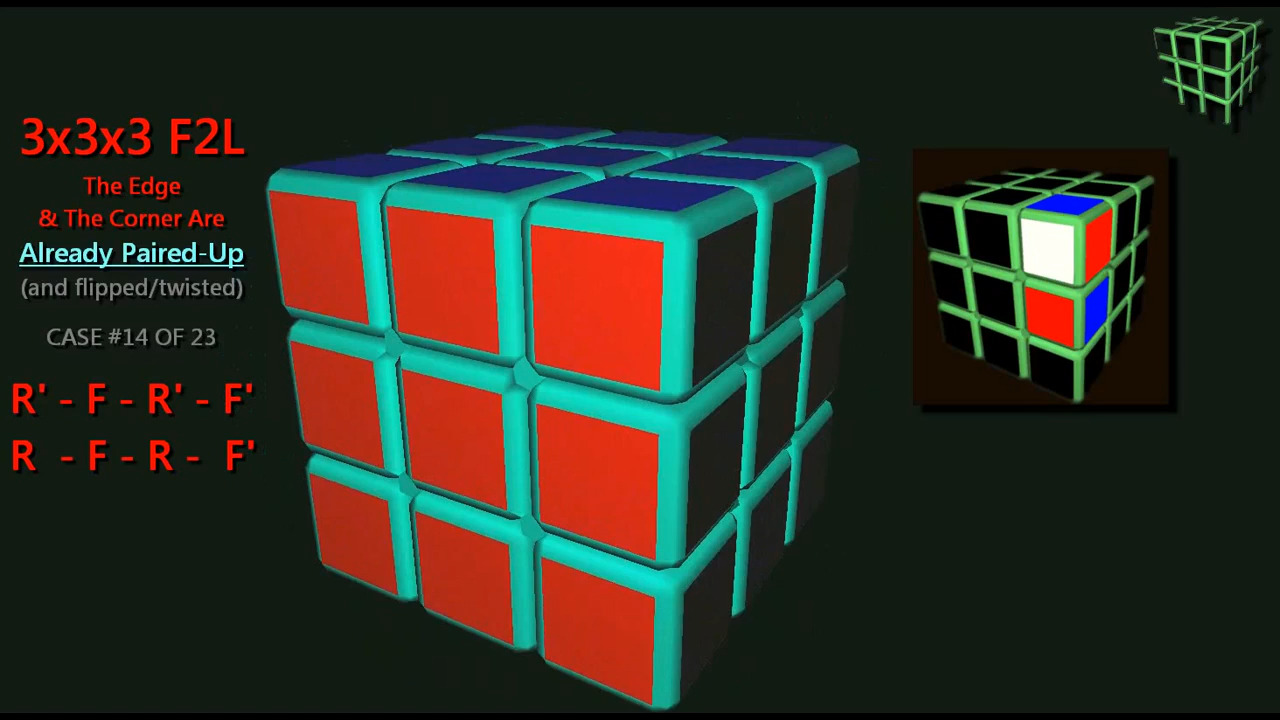 3x3x3 F2L
The Edge
& The Corner Are
Already Paired-Up
(and flipped/twisted)
CASE #14 OF 23
R' - F - R' - F'
R - F - R - F'